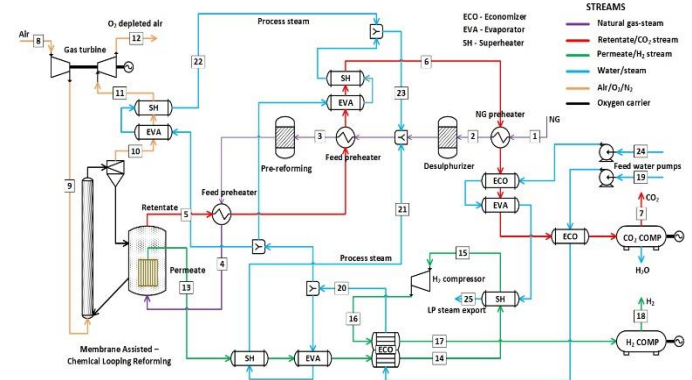 STREAMS
Natural gas-steam
Retentate/CO₂ stream
Permeate/H₂ stream
Water/steam
Air/O₂/N₂
Oxygen carrier
ECO - Economizer
EVA - Evaporator
SH - Superheater
Process steam
O₂ depleted air
Air
8
12
Gas turbine
22
6
11
SH
EVA
10
SH
EVA
23
NG preheater
NG
3
2
1
Pre-reforming
Feed preheater
Desulphurizer
24
Feed water pumps
19
ECO
EVA
9
Feed preheater
Retentate
5
21
CO₂
7
ECO
CO₂ COMP
H₂O
4
Permeate
13
Process steam
15
H₂ compressor
20
25
SH
LP steam export
16
H₂
18
17
ECO
14
H₂ COMP
SH
EVA
Membrane Assisted –
Chemical Looping Reforming